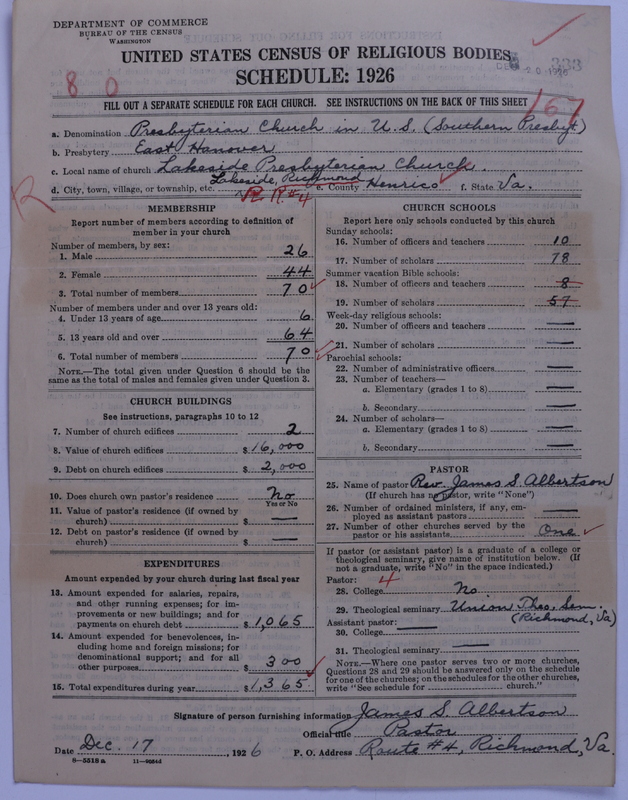 DEPARTMENT OF COMMERCE
BUREAU OF THE CENSUS
WASHINGTON
UNITED STATES CENSUS OF RELIGIOUS BODIES
SCHEDULE: 1926
DEC 20 1926
333
8 0
FILL OUT A SEPARATE SCHEDULE FOR EACH CHURCH. SEE INSTRUCTIONS ON THE BACK OF THIS SHEET
167
a. Denomination Presbyterian Church in U.S. (Southern Presbyt)
b. Presbytery East Hanover
c. Local name of church Lakeside Presbyterian Church.
d. City, town, village, or township, etc. Lakeside, Richmond R R#4 e. County Henrico f. State Va.
R
MEMBERSHIP
Report number of members according to definition of
member in your church
Number of members, by sex:
1. Male 26
2. Female 44
3. Total number of members 70
Number of members under and over 13 years old:
4. Under 13 years of age 6
5. 13 years old and over 64
6. Total number of members 70
NOTE.—The total given under Question 6 should be the
same as the total of males and females given under Question 3.
CHURCH BUILDINGS
See instructions, paragraphs 10 to 12
7. Number of church edifices 2
8. Value of church edifices $16,000
9. Debt on church edifices $2,000
10. Does church own pastor's residence No
Yes or No
11. Value of pastor's residence (if owned by
church) $ —
12. Debt on pastor's residence (if owned by
church) $ —
EXPENDITURES
Amount expended by your church during last fiscal year
13. Amount expended for salaries, repairs,
and other running expenses; for im-
provements or new buildings; and for
payments on church debt $1,065
14. Amount expended for benevolences, in-
cluding home and foreign missions; for
denominational support; and for all
other purposes $ 300
15. Total expenditures during year $1,365
CHURCH SCHOOLS
Report here only schools conducted by this church
Sunday schools:
16. Number of officers and teachers 10
17. Number of scholars 78
Summer vacation Bible schools:
18. Number of officers and teachers 8
19. Number of scholars 57
Week-day religious schools:
20. Number of officers and teachers —
21. Number of scholars —
Parochial schools:
22. Number of administrative officers —
23. Number of teachers—
a. Elementary (grades 1 to 8) —
b. Secondary —
24. Number of scholars—
a. Elementary (grades 1 to 8) —
b. Secondary —
PASTOR
25. Name of pastor Rev. James S. Albertson
(If church has no pastor, write "None")
26. Number of ordained ministers, if any, em-
ployed as assistant pastors —
27. Number of other churches served by the
pastor or his assistants One
If pastor (or assistant pastor) is a graduate of a college or
theological seminary, give name of institution below. (If
not a graduate, write "No" in the space indicated.)
Pastor: 4
28. College No.
29. Theological seminary Union Theo. Sem.
(Richmond, Va)
Assistant pastor: —
30. College
31. Theological seminary —
NOTE.—Where one pastor serves two or more churches,
Questions 28 and 29 should be answered only on the schedule
for one of the churches; on the schedules for the other churches,
write "See schedule for church."
Signature of person furnishing information James S. Albertson
Official title Pastor
Date Dec. 17, 1926 P. O. Address Route #4, Richmond, Va.
8—5518 a 11—9054d